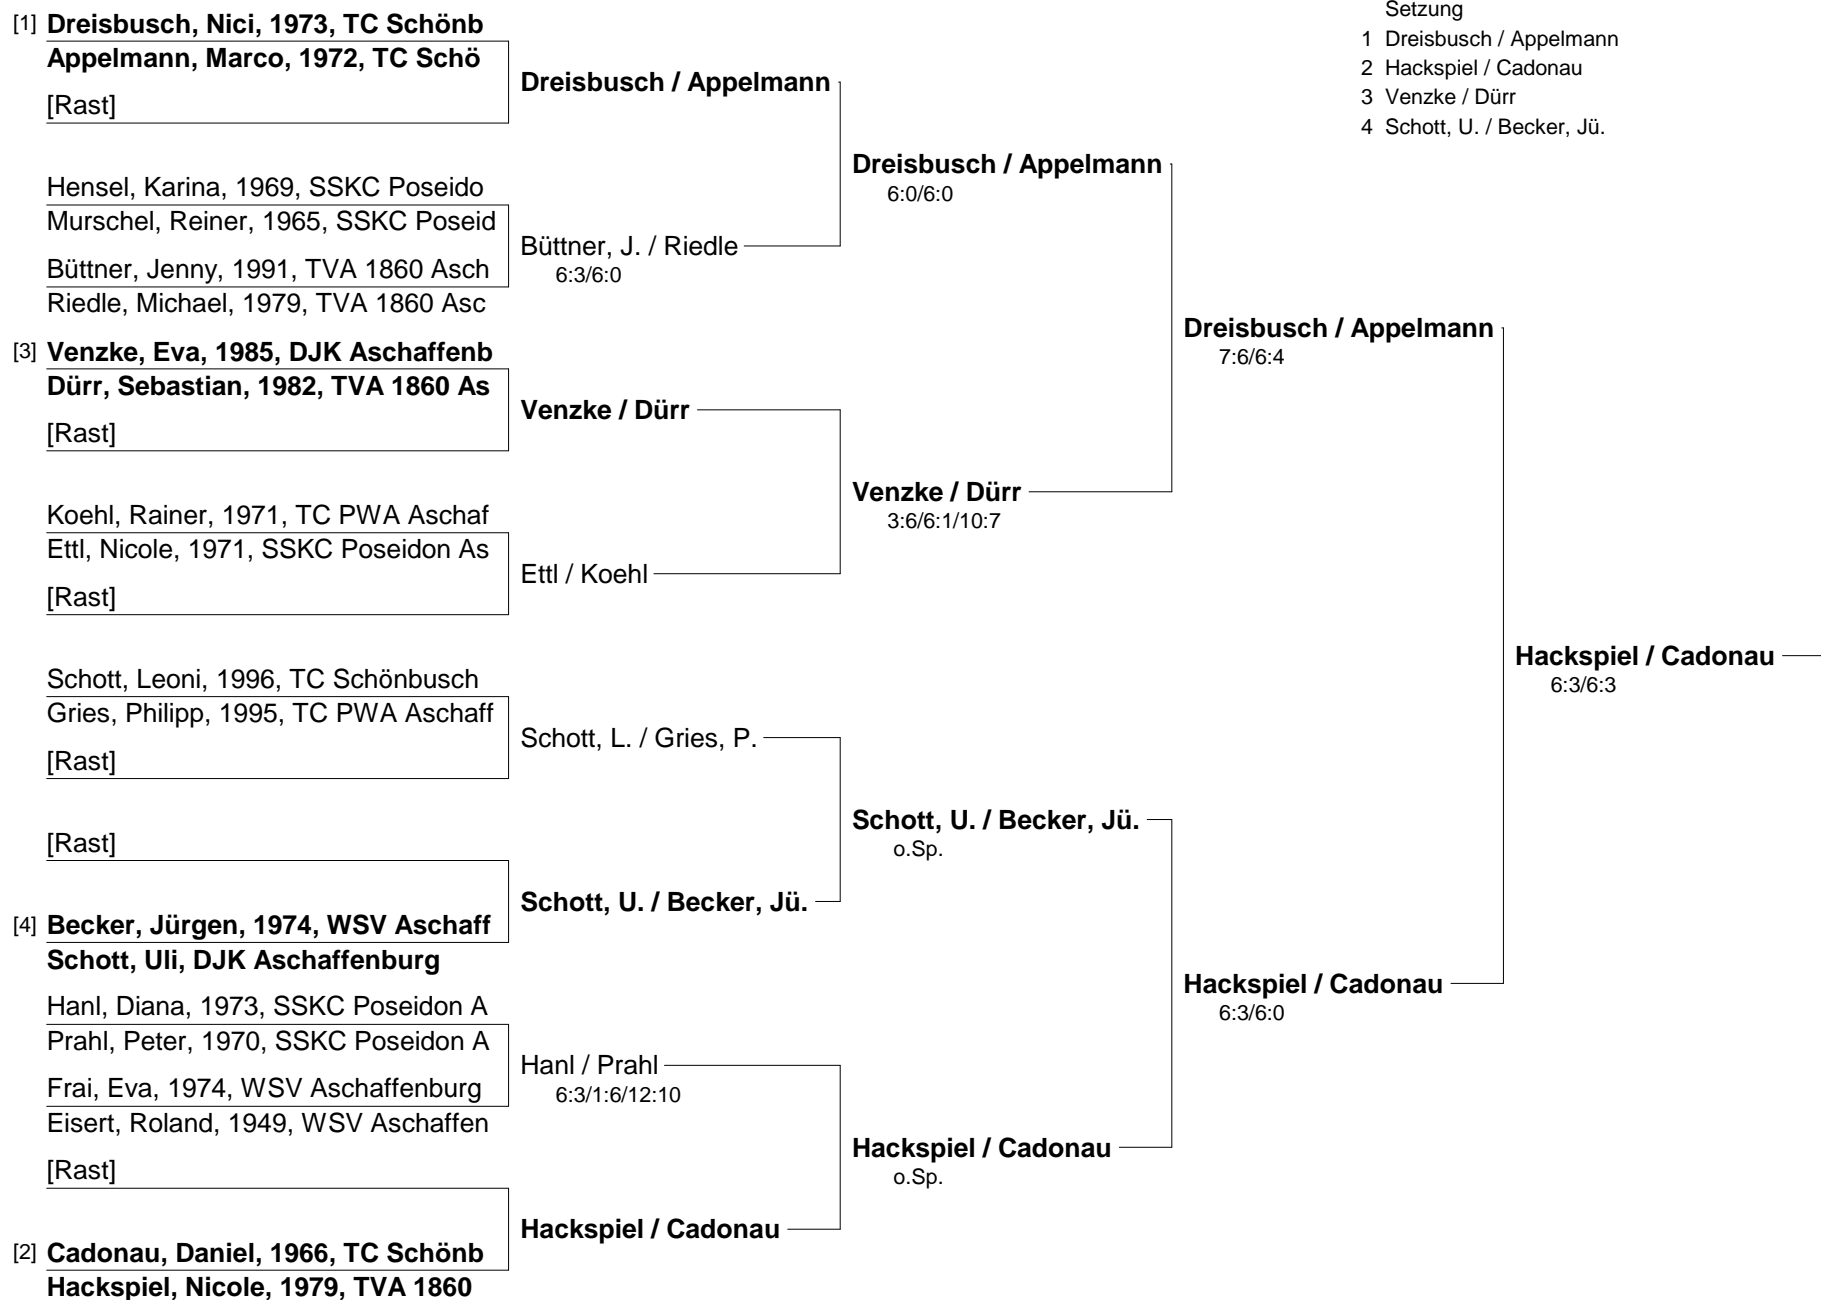 [1] Dreisbusch, Nici, 1973, TC Schönb
Appelmann, Marco, 1972, TC Schö
[Rast]
Hensel, Karina, 1969, SSKC Poseido
Murschel, Reiner, 1965, SSKC Poseid
Büttner, Jenny, 1991, TVA 1860 Asch
Riedle, Michael, 1979, TVA 1860 Asc
[3] Venzke, Eva, 1985, DJK Aschaffenb
Dürr, Sebastian, 1982, TVA 1860 As
[Rast]
Koehl, Rainer, 1971, TC PWA Aschaf
Ettl, Nicole, 1971, SSKC Poseidon As
[Rast]
Schott, Leoni, 1996, TC Schönbusch
Gries, Philipp, 1995, TC PWA Aschaff
[Rast]
[Rast]
[4] Becker, Jürgen, 1974, WSV Aschaff
Schott, Uli, DJK Aschaffenburg
Hanl, Diana, 1973, SSKC Poseidon A
Prahl, Peter, 1970, SSKC Poseidon A
Frai, Eva, 1974, WSV Aschaffenburg
Eisert, Roland, 1949, WSV Aschaffen
[Rast]
[2] Cadonau, Daniel, 1966, TC Schönb
Hackspiel, Nicole, 1979, TVA 1860
Dreisbusch / Appelmann
Büttner, J. / Riedle
6:3/6:0
Venzke / Dürr
Ettl / Koehl
Schott, L. / Gries, P.
Schott, U. / Becker, Jü.
Hanl / Prahl
6:3/1:6/12:10
Hackspiel / Cadonau
Dreisbusch / Appelmann
6:0/6:0
Venzke / Dürr
3:6/6:1/10:7
Schott, U. / Becker, Jü.
o.Sp.
Hackspiel / Cadonau
o.Sp.
Dreisbusch / Appelmann
7:6/6:4
Hackspiel / Cadonau
6:3/6:0
Hackspiel / Cadonau
6:3/6:3
Setzung
1 Dreisbusch / Appelmann
2 Hackspiel / Cadonau
3 Venzke / Dürr
4 Schott, U. / Becker, Jü.